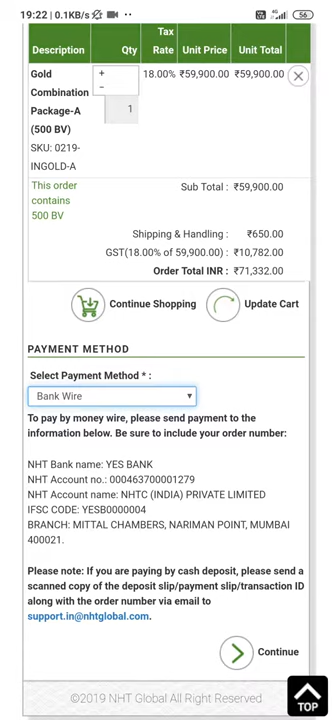 19:22 | 0.1KB/s
4G
56
Description Qty Tax Rate Unit Price Unit Total
Gold Combination Package-A (500 BV)
+
−
1
18.00% ₹59,900.00 ₹59,900.00
SKU: 0219-INGOLD-A
This order contains 500 BV
Sub Total : ₹59,900.00
Shipping & Handling : ₹650.00
GST(18.00% of 59,900.00) : ₹10,782.00
Order Total INR : ₹71,332.00
Continue Shopping Update Cart
PAYMENT METHOD
Select Payment Method * :
Bank Wire
To pay by money wire, please send payment to the
information below. Be sure to include your order number:
NHT Bank name: YES BANK
NHT Account no.: 000463700001279
NHT Account name: NHTC (INDIA) PRIVATE LIMITED
IFSC CODE: YESB0000004
BRANCH: MITTAL CHAMBERS, NARIMAN POINT, MUMBAI
400021.
Please note: If you are paying by cash deposit, please send a
scanned copy of the deposit slip/payment slip/transaction ID
along with the order number via email to
support.in@nhtglobal.com.
Continue
TOP
©2019 NHT Global All Right Reserved